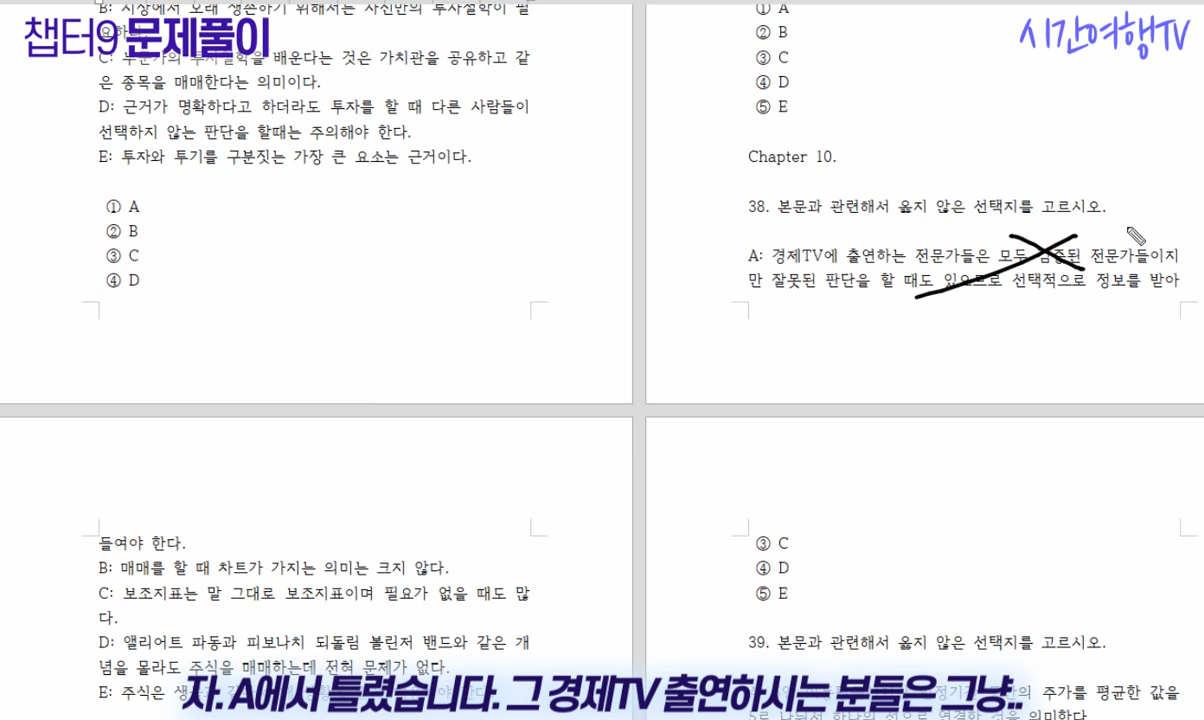 B: 시장에서 오래 생존하기 위해서는 자신만의 투자철학이 필
요하다.
챕터9 문제풀이
C: 투자철학을 배운다는 것은 가치관을 공유하고 같
은 종목을 매매한다는 의미이다.
D: 근거가 명확하다고 하더라도 투자를 할 때 다른 사람들이
선택하지 않는 판단을 할때는 주의해야 한다.
E: 투자와 투기를 구분짓는 가장 큰 요소는 근거이다.
① A
② B
③ C
④ D
① A
② B
③ C
④ D
⑤ E
시간여행TV
Chapter 10.
38. 본문과 관련해서 옳지 않은 선택지를 고르시오.
A: 경제TV에 출연하는 전문가들은 모두 검증된 전문가들이지
만 잘못된 판단을 할 때도 있으므로 선택적으로 정보를 받아
들여야 한다.
B: 매매를 할 때 차트가 가지는 의미는 크지 않다.
C: 보조지표는 말 그대로 보조지표이며 필요가 없을 때도 많
다.
D: 앨리어트 파동과 피보나치 되돌림 볼린저 밴드와 같은 개
념을 몰라도 주식을 매매하는데 전혀 문제가 없다.
E: 주식은
③ C
④ D
⑤ E
39. 본문과 관련해서 옳지 않은 선택지를 고르시오.
주가를 평균한 값을
의미한다
자. A에서 틀렸습니다. 그 경제TV 출연하시는 분들은 그냥..